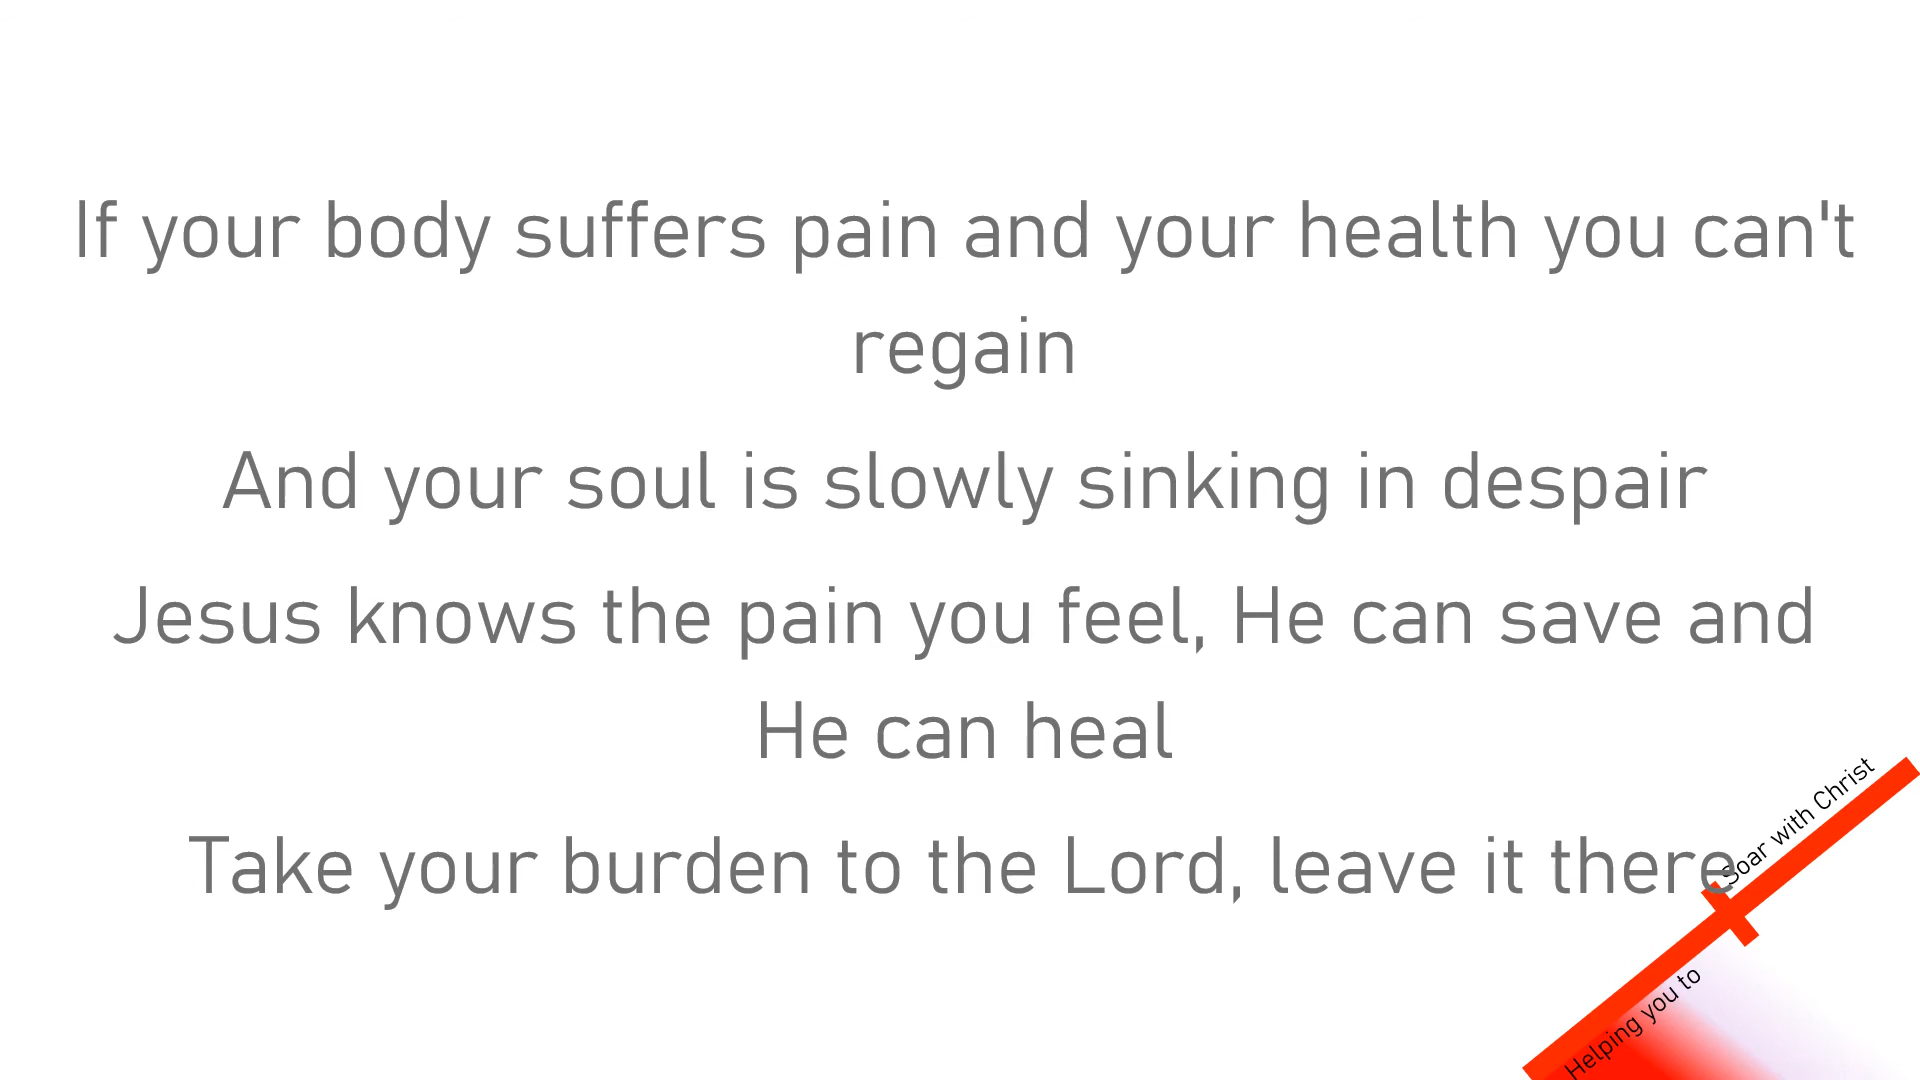 If your body suffers pain and your health you can't
regain
And your soul is slowly sinking in despair
Jesus knows the pain you feel, He can save and
He can heal
Take your burden to the Lord, leave it there
Helping you to
Soar with Christ